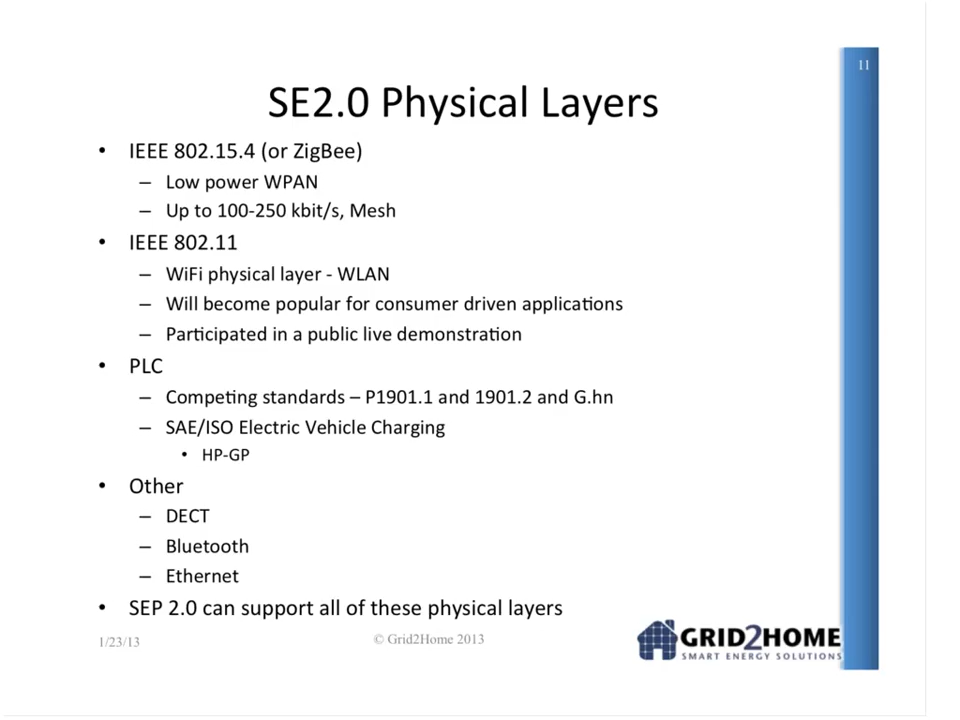 11
SE2.0 Physical Layers
• IEEE 802.15.4 (or ZigBee)
– Low power WPAN
– Up to 100-250 kbit/s, Mesh
• IEEE 802.11
– WiFi physical layer - WLAN
– Will become popular for consumer driven applications
– Participated in a public live demonstration
• PLC
– Competing standards – P1901.1 and 1901.2 and G.hn
– SAE/ISO Electric Vehicle Charging
• HP-GP
• Other
– DECT
– Bluetooth
– Ethernet
• SEP 2.0 can support all of these physical layers
1/23/13
© Grid2Home 2013
GRID2HOME
SMART ENERGY SOLUTIONS